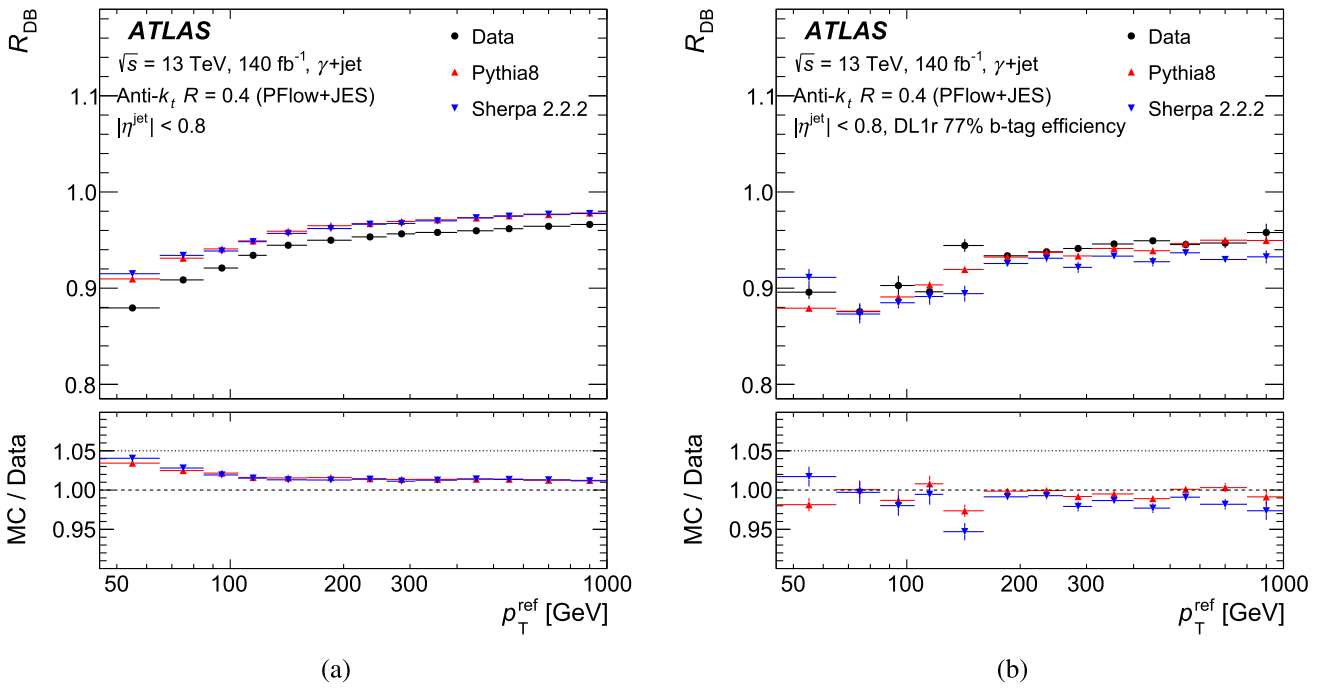 R_DB
ATLAS
√s = 13 TeV, 140 fb⁻¹, γ+jet
Anti-k_t R = 0.4 (PFlow+JES)
|η^jet| < 0.8
Data
Pythia8
Sherpa 2.2.2
1.1
1.0
0.9
0.8
MC / Data
1.05
1.00
0.95
50 100 200 300 1000
p_T^ref [GeV]
(a)
R_DB
ATLAS
√s = 13 TeV, 140 fb⁻¹, γ+jet
Anti-k_t R = 0.4 (PFlow+JES)
|η^jet| < 0.8, DL1r 77% b-tag efficiency
Data
Pythia8
Sherpa 2.2.2
1.1
1.0
0.9
0.8
MC / Data
1.05
1.00
0.95
50 100 200 300 1000
p_T^ref [GeV]
(b)